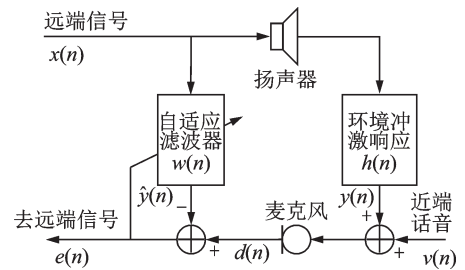 远端信号
x(n)
扬声器
自适应
滤波器
w(n)
环境冲
激响应
h(n)
ŷ(n)
−
麦克风
y(n)
+
近端
话音
去远端信号
e(n)
+
d(n)
+
v(n)